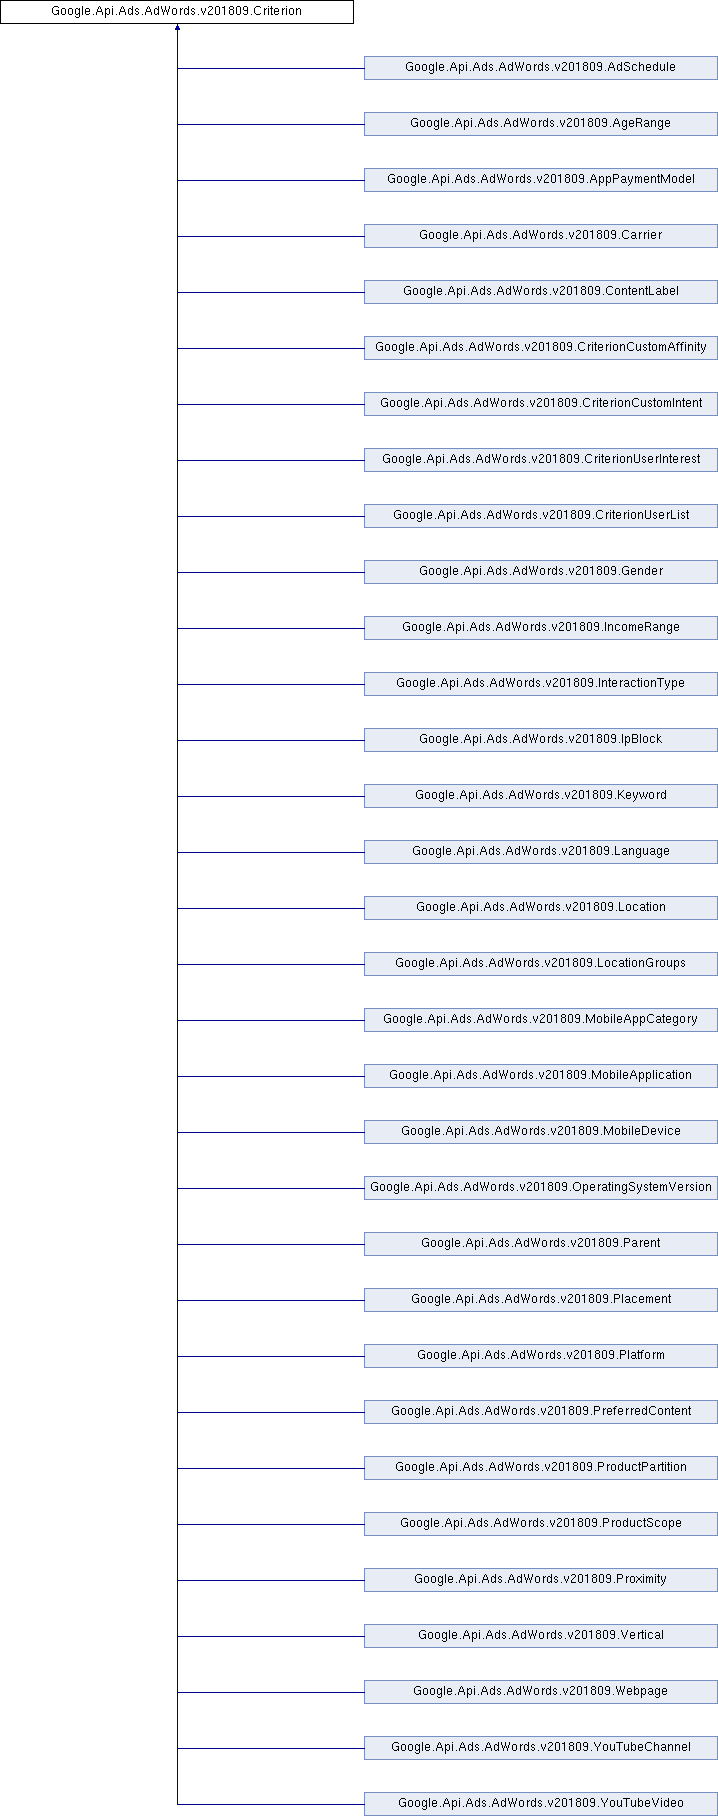 Google.Api.Ads.AdWords.v201809.Criterion
Google.Api.Ads.AdWords.v201809.AdSchedule
Google.Api.Ads.AdWords.v201809.AgeRange
Google.Api.Ads.AdWords.v201809.AppPaymentModel
Google.Api.Ads.AdWords.v201809.Carrier
Google.Api.Ads.AdWords.v201809.ContentLabel
Google.Api.Ads.AdWords.v201809.CriterionCustomAffinity
Google.Api.Ads.AdWords.v201809.CriterionCustomIntent
Google.Api.Ads.AdWords.v201809.CriterionUserInterest
Google.Api.Ads.AdWords.v201809.CriterionUserList
Google.Api.Ads.AdWords.v201809.Gender
Google.Api.Ads.AdWords.v201809.IncomeRange
Google.Api.Ads.AdWords.v201809.InteractionType
Google.Api.Ads.AdWords.v201809.IpBlock
Google.Api.Ads.AdWords.v201809.Keyword
Google.Api.Ads.AdWords.v201809.Language
Google.Api.Ads.AdWords.v201809.Location
Google.Api.Ads.AdWords.v201809.LocationGroups
Google.Api.Ads.AdWords.v201809.MobileAppCategory
Google.Api.Ads.AdWords.v201809.MobileApplication
Google.Api.Ads.AdWords.v201809.MobileDevice
Google.Api.Ads.AdWords.v201809.OperatingSystemVersion
Google.Api.Ads.AdWords.v201809.Parent
Google.Api.Ads.AdWords.v201809.Placement
Google.Api.Ads.AdWords.v201809.Platform
Google.Api.Ads.AdWords.v201809.PreferredContent
Google.Api.Ads.AdWords.v201809.ProductPartition
Google.Api.Ads.AdWords.v201809.ProductScope
Google.Api.Ads.AdWords.v201809.Proximity
Google.Api.Ads.AdWords.v201809.Vertical
Google.Api.Ads.AdWords.v201809.Webpage
Google.Api.Ads.AdWords.v201809.YouTubeChannel
Google.Api.Ads.AdWords.v201809.YouTubeVideo